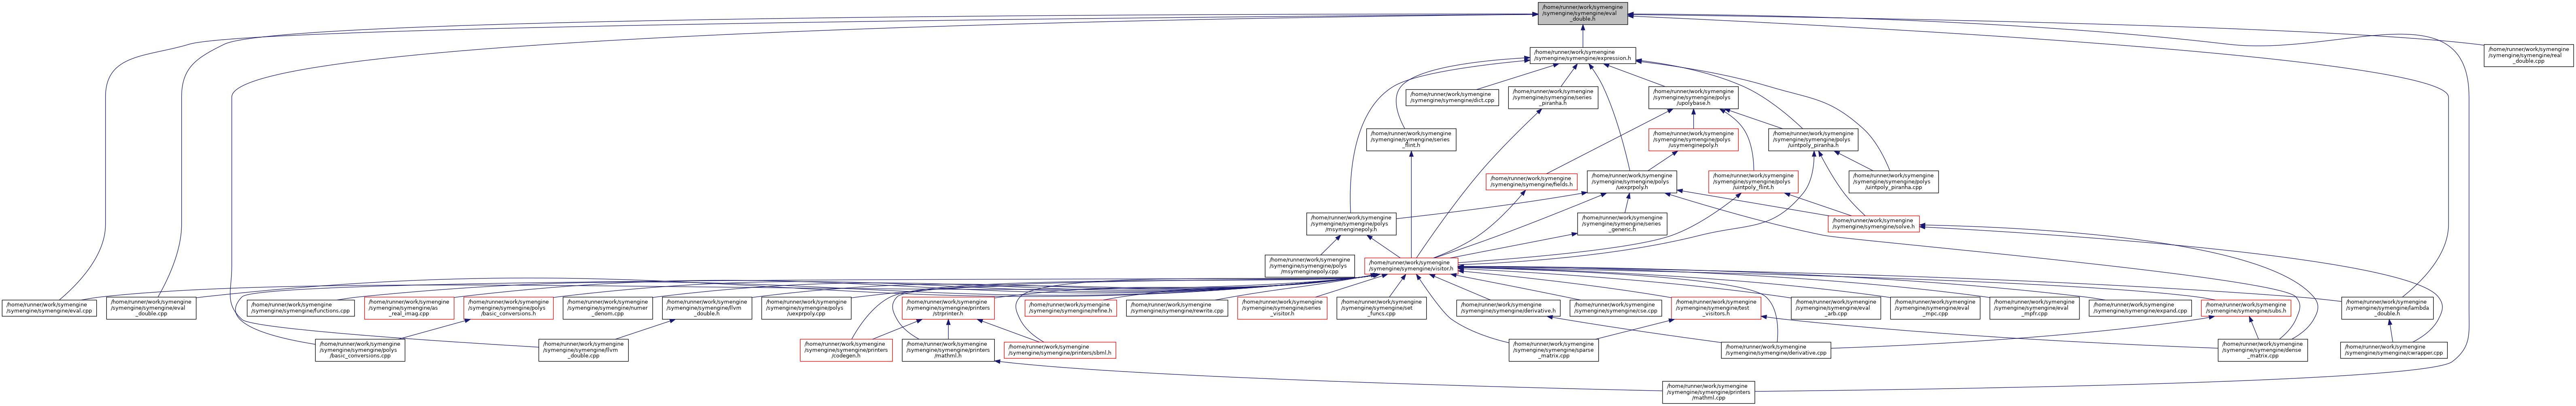 /home/runner/work/symengine
/symengine/symengine/eval
_double.h
/home/runner/work/symengine
/symengine/symengine/expression.h
/home/runner/work/symengine
/symengine/symengine/real
_double.cpp
/home/runner/work/symengine
/symengine/symengine/dict.cpp
/home/runner/work/symengine
/symengine/symengine/series
_piranha.h
/home/runner/work/symengine
/symengine/symengine/polys
/upolybase.h
/home/runner/work/symengine
/symengine/symengine/series
_flint.h
/home/runner/work/symengine
/symengine/symengine/polys
/usymenginepoly.h
/home/runner/work/symengine
/symengine/symengine/polys
/uintpoly_piranha.h
/home/runner/work/symengine
/symengine/symengine/fields.h
/home/runner/work/symengine
/symengine/symengine/polys
/uexprpoly.h
/home/runner/work/symengine
/symengine/symengine/polys
/uintpoly_flint.h
/home/runner/work/symengine
/symengine/symengine/polys
/uintpoly_piranha.cpp
/home/runner/work/symengine
/symengine/symengine/polys
/msymenginepoly.h
/home/runner/work/symengine
/symengine/symengine/series
_generic.h
/home/runner/work/symengine
/symengine/symengine/solve.h
/home/runner/work/symengine
/symengine/symengine/polys
/msymenginepoly.cpp
/home/runner/work/symengine
/symengine/symengine/visitor.h
/home/runner/work/symengine
/symengine/symengine/eval.cpp
/home/runner/work/symengine
/symengine/symengine/eval
_double.cpp
/home/runner/work/symengine
/symengine/symengine/functions.cpp
/home/runner/work/symengine
/symengine/symengine/as
_real_imag.cpp
/home/runner/work/symengine
/symengine/symengine/polys
/basic_conversions.h
/home/runner/work/symengine
/symengine/symengine/numer
_denom.cpp
/home/runner/work/symengine
/symengine/symengine/llvm
_double.h
/home/runner/work/symengine
/symengine/symengine/polys
/uexprpoly.cpp
/home/runner/work/symengine
/symengine/symengine/printers
/strprinter.h
/home/runner/work/symengine
/symengine/symengine/refine.h
/home/runner/work/symengine
/symengine/symengine/rewrite.cpp
/home/runner/work/symengine
/symengine/symengine/series
_visitor.h
/home/runner/work/symengine
/symengine/symengine/set
_funcs.cpp
/home/runner/work/symengine
/symengine/symengine/derivative.h
/home/runner/work/symengine
/symengine/symengine/cse.cpp
/home/runner/work/symengine
/symengine/symengine/test
_visitors.h
/home/runner/work/symengine
/symengine/symengine/eval
_arb.cpp
/home/runner/work/symengine
/symengine/symengine/eval
_mpc.cpp
/home/runner/work/symengine
/symengine/symengine/eval
_mpfr.cpp
/home/runner/work/symengine
/symengine/symengine/expand.cpp
/home/runner/work/symengine
/symengine/symengine/subs.h
/home/runner/work/symengine
/symengine/symengine/lambda
_double.h
/home/runner/work/symengine
/symengine/symengine/polys
/basic_conversions.cpp
/home/runner/work/symengine
/symengine/symengine/llvm
_double.cpp
/home/runner/work/symengine
/symengine/symengine/printers
/codegen.h
/home/runner/work/symengine
/symengine/symengine/printers
/mathml.h
/home/runner/work/symengine
/symengine/symengine/printers/sbml.h
/home/runner/work/symengine
/symengine/symengine/sparse
_matrix.cpp
/home/runner/work/symengine
/symengine/symengine/derivative.cpp
/home/runner/work/symengine
/symengine/symengine/dense
_matrix.cpp
/home/runner/work/symengine
/symengine/symengine/cwrapper.cpp
/home/runner/work/symengine
/symengine/symengine/printers
/mathml.cpp